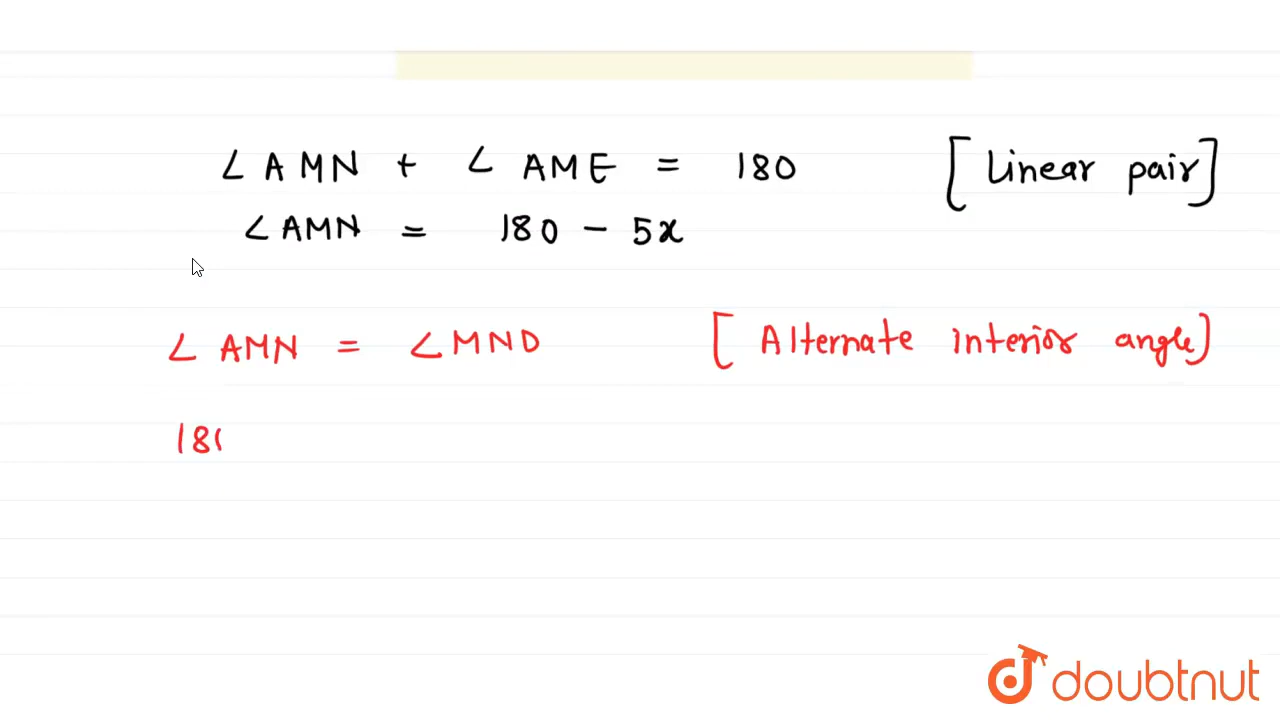 ∠AMN + ∠AME = 180 [Linear pair]
∠AMN = 180 - 5x
∠AMN = ∠MND [Alternate interior angle]
18
doubtnut